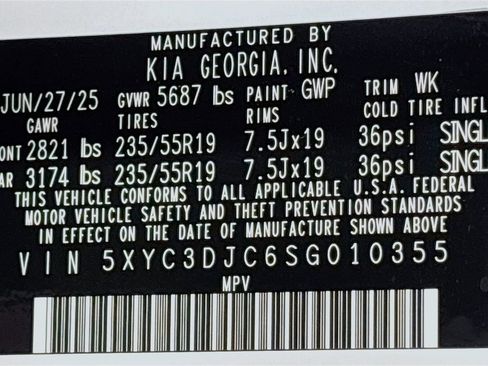 MANUFACTURED BY
KIA GEORGIA, INC.
JUN/27/25 GVWR 5687 lbs PAINT GWP TRIM WK
GAWR TIRES RIMS COLD TIRE INFL
ONT 2821 lbs 235/55R19 7.5Jx19 36psi SINGL
AR 3174 lbs 235/55R19 7.5Jx19 36psi SINGL
THIS VEHICLE CONFORMS TO ALL APPLICABLE U.S.A. FEDERAL
MOTOR VEHICLE SAFETY AND THEFT PREVENTION STANDARDS
IN EFFECT ON THE DATE OF MANUFACTURE SHOWN ABOVE
VIN 5XYC3DJC6SG010355
MPV